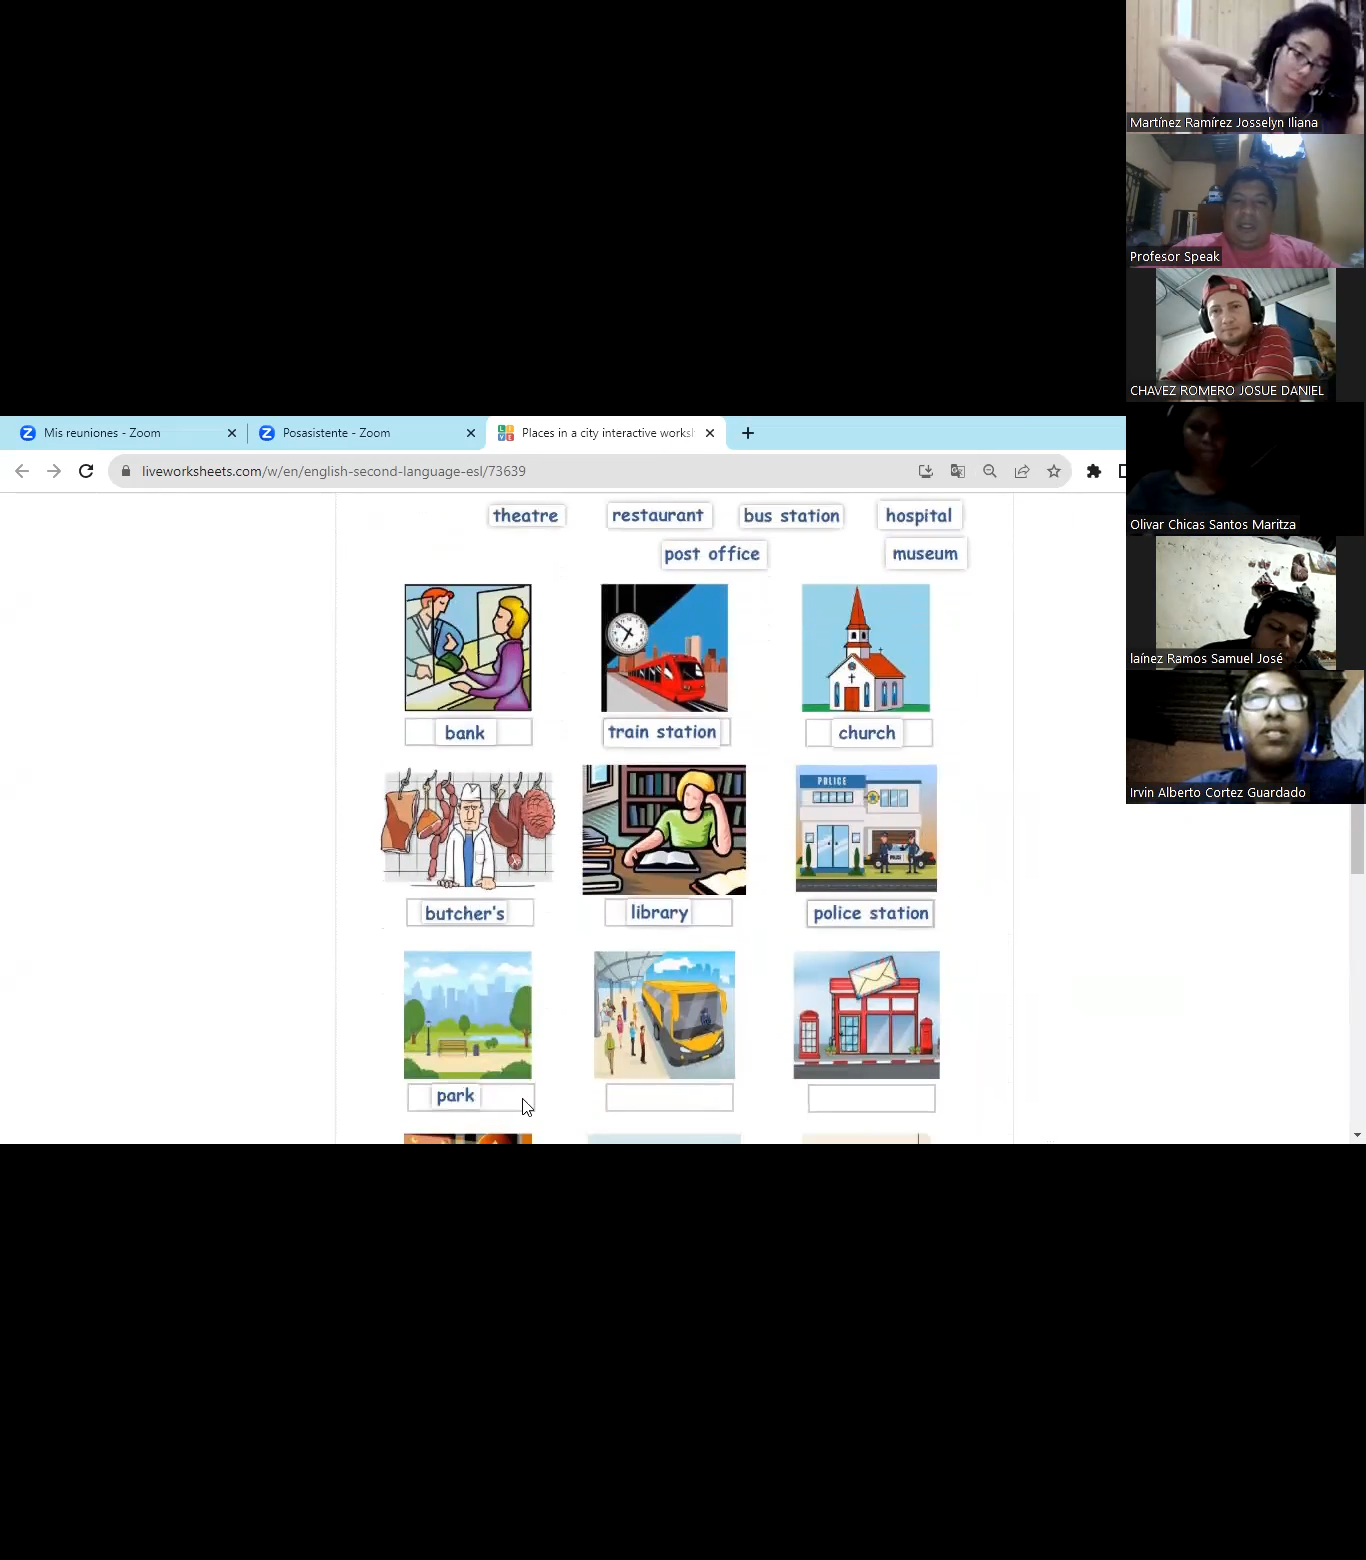 Martínez Ramírez Josselyn Iliana
Profesor Speak
CHAVEZ ROMERO JOSUE DANIEL
Mis reuniones - Zoom
Posasistente - Zoom
Places in a city interactive works
liveworksheets.com/w/en/english-second-language-esl/73639
Olivar Chicas Santos Maritza
laínez Ramos Samuel José
Irvin Alberto Cortez Guardado
theatre restaurant bus station hospital
post office museum
bank train station church
POLICE
POLICE
butcher's library police station
park